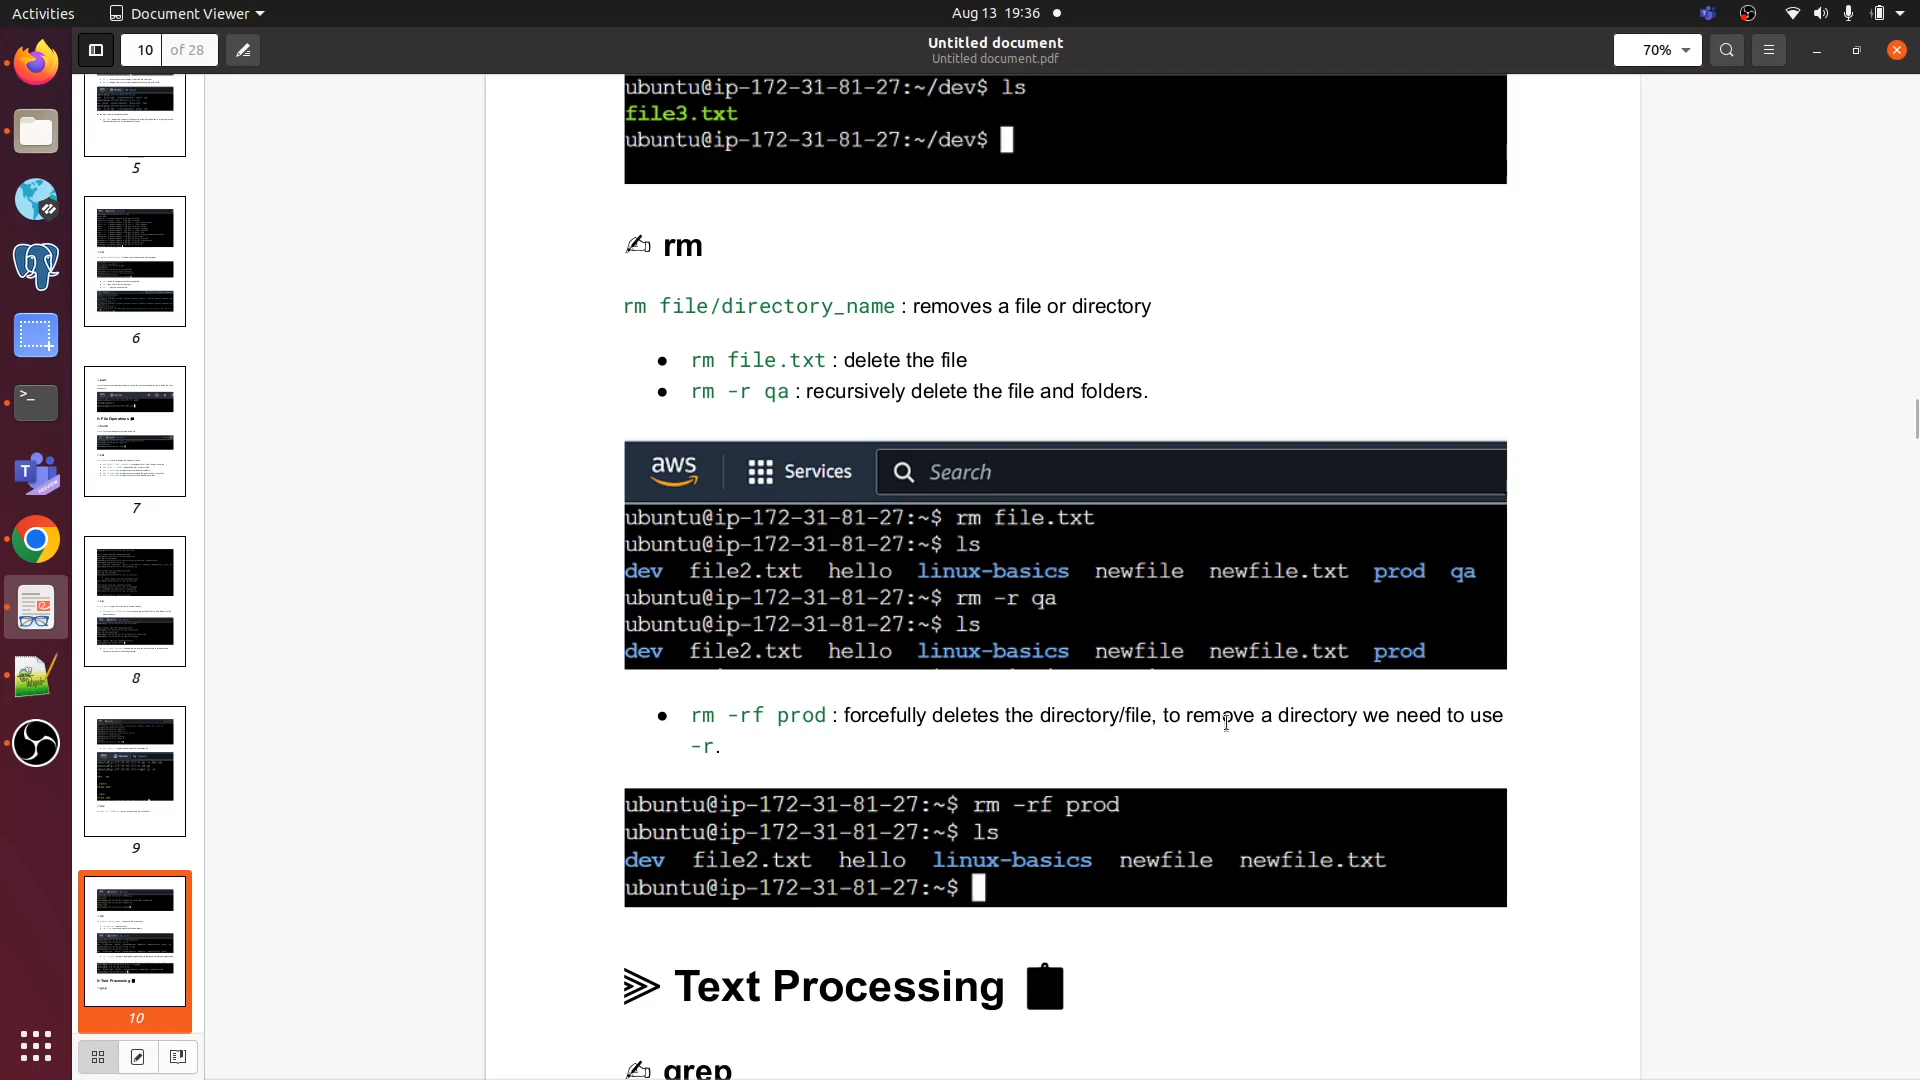 Activities
Document Viewer
Aug 13 19:36
10 of 28
Untitled document
Untitled document.pdf
70%
5
6
7
8
9
10
ubuntu@ip-172-31-81-27:~/dev$ ls
file3.txt
ubuntu@ip-172-31-81-27:~/dev$
✍ rm
rm file/directory_name : removes a file or directory
● rm file.txt : delete the file
● rm -r qa : recursively delete the file and folders.
aws Services Search
ubuntu@ip-172-31-81-27:~$ rm file.txt
ubuntu@ip-172-31-81-27:~$ ls
dev file2.txt hello linux-basics newfile newfile.txt prod qa
ubuntu@ip-172-31-81-27:~$ rm -r qa
ubuntu@ip-172-31-81-27:~$ ls
dev file2.txt hello linux-basics newfile newfile.txt prod
● rm -rf prod : forcefully deletes the directory/file, to remove a directory we need to use
-r.
ubuntu@ip-172-31-81-27:~$ rm -rf prod
ubuntu@ip-172-31-81-27:~$ ls
dev file2.txt hello linux-basics newfile newfile.txt
ubuntu@ip-172-31-81-27:~$
Text Processing
✍ grep